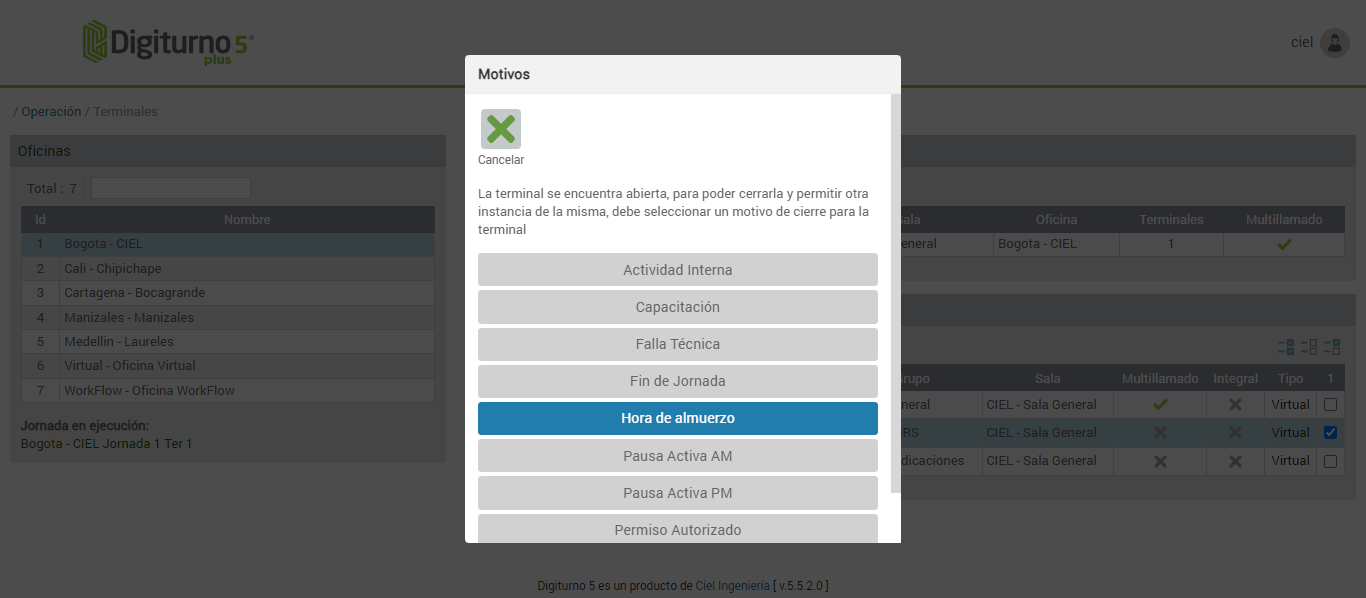 Digiturno 5®
plus
ciel
/ Operación / Terminales
Oficinas
Total : 7
Id Nombre
1 Bogota - CIEL
2 Cali - Chipichape
3 Cartagena - Bocagrande
4 Manizales - Manizales
5 Medellin - Laureles
6 Virtual - Oficina Virtual
7 WorkFlow - Oficina WorkFlow
Jornada en ejecución:
Bogota - CIEL Jornada 1 Ter 1
Motivos
Cancelar
La terminal se encuentra abierta, para poder cerrarla y permitir otra
instancia de la misma, debe seleccionar un motivo de cierre para la
terminal
Actividad Interna
Capacitación
Falla Técnica
Fin de Jornada
Hora de almuerzo
Pausa Activa AM
Pausa Activa PM
Permiso Autorizado
ala Oficina Terminales Multillamado
eneral Bogota - CIEL 1
rupo Sala Multillamado Integral Tipo 1
neral CIEL - Sala General Virtual
RS CIEL - Sala General Virtual
dicaciones CIEL - Sala General Virtual
Digiturno 5 es un producto de Ciel Ingeniería [ v.5.5.2.0 ]